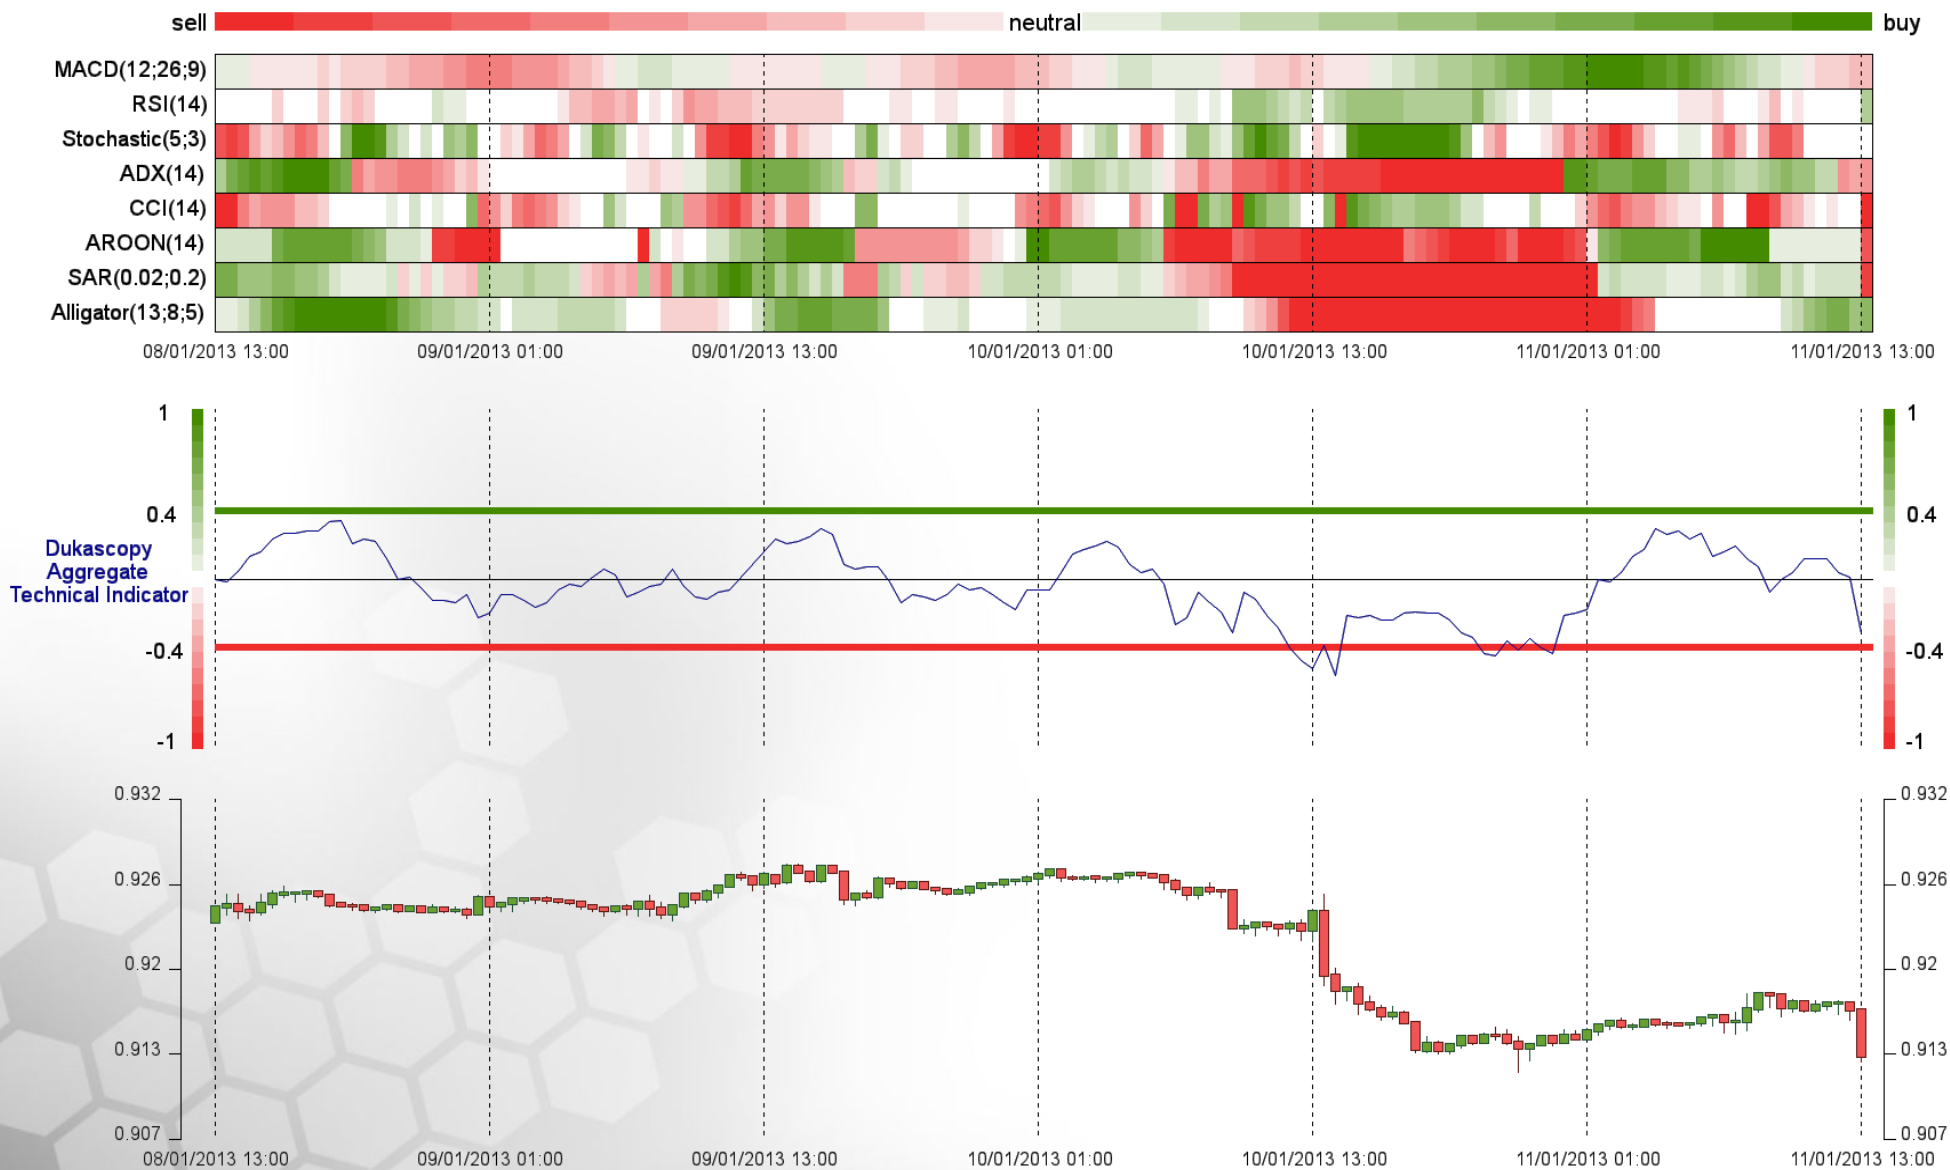 sell neutral buy
MACD(12;26;9)
RSI(14)
Stochastic(5;3)
ADX(14)
CCI(14)
AROON(14)
SAR(0.02;0.2)
Alligator(13;8;5)
08/01/2013 13:00 09/01/2013 01:00 09/01/2013 13:00 10/01/2013 01:00 10/01/2013 13:00 11/01/2013 01:00 11/01/2013 13:00
1 1
0.4 0.4
Dukascopy
Aggregate
Technical Indicator
-0.4 -0.4
-1 -1
0.932 0.932
0.926 0.926
0.92 0.92
0.913 0.913
0.907 0.907
08/01/2013 13:00 09/01/2013 01:00 09/01/2013 13:00 10/01/2013 01:00 10/01/2013 13:00 11/01/2013 01:00 11/01/2013 13:00